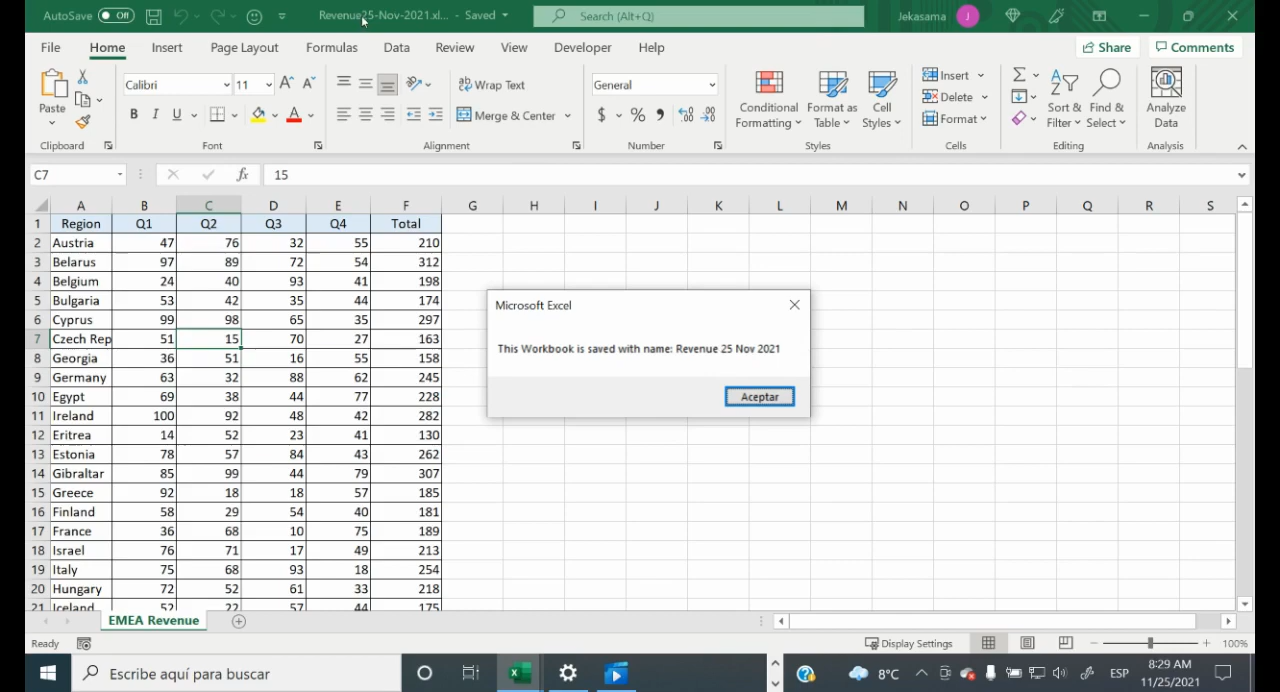 AutoSave Off Revenue25-Nov-2021.xl... - Saved Search (Alt+Q) Jekasama J
File Home Insert Page Layout Formulas Data Review View Developer Help Share Comments
Calibri 11 Wrap Text General Insert
Paste B I U A Merge & Center $ % Conditional Formatting Format as Table Cell Styles Delete Format Sort & Filter Find & Select Analyze Data
Clipboard Font Alignment Number Styles Cells Editing Analysis
C7 fx 15
A B C D E F G H I J K L M N O P Q R S
1 Region Q1 Q2 Q3 Q4 Total
2 Austria 47 76 32 55 210
3 Belarus 97 89 72 54 312
4 Belgium 24 40 93 41 198
5 Bulgaria 53 42 35 44 174
6 Cyprus 99 98 65 35 297
7 Czech Rep 51 15 70 27 163
8 Georgia 36 51 16 55 158
9 Germany 63 32 88 62 245
10 Egypt 69 38 44 77 228
11 Ireland 100 92 48 42 282
12 Eritrea 14 52 23 41 130
13 Estonia 78 57 84 43 262
14 Gibraltar 85 99 44 79 307
15 Greece 92 18 18 57 185
16 Finland 58 29 54 40 181
17 France 36 68 10 75 189
18 Israel 76 71 17 49 213
19 Italy 75 68 93 18 254
20 Hungary 72 52 61 33 218
21 Iceland 52 22 57 44 175
Microsoft Excel
This Workbook is saved with name: Revenue 25 Nov 2021
Aceptar
EMEA Revenue
Ready Display Settings 100%
Escribe aquí para buscar 8°C ESP 8:29 AM
11/25/2021